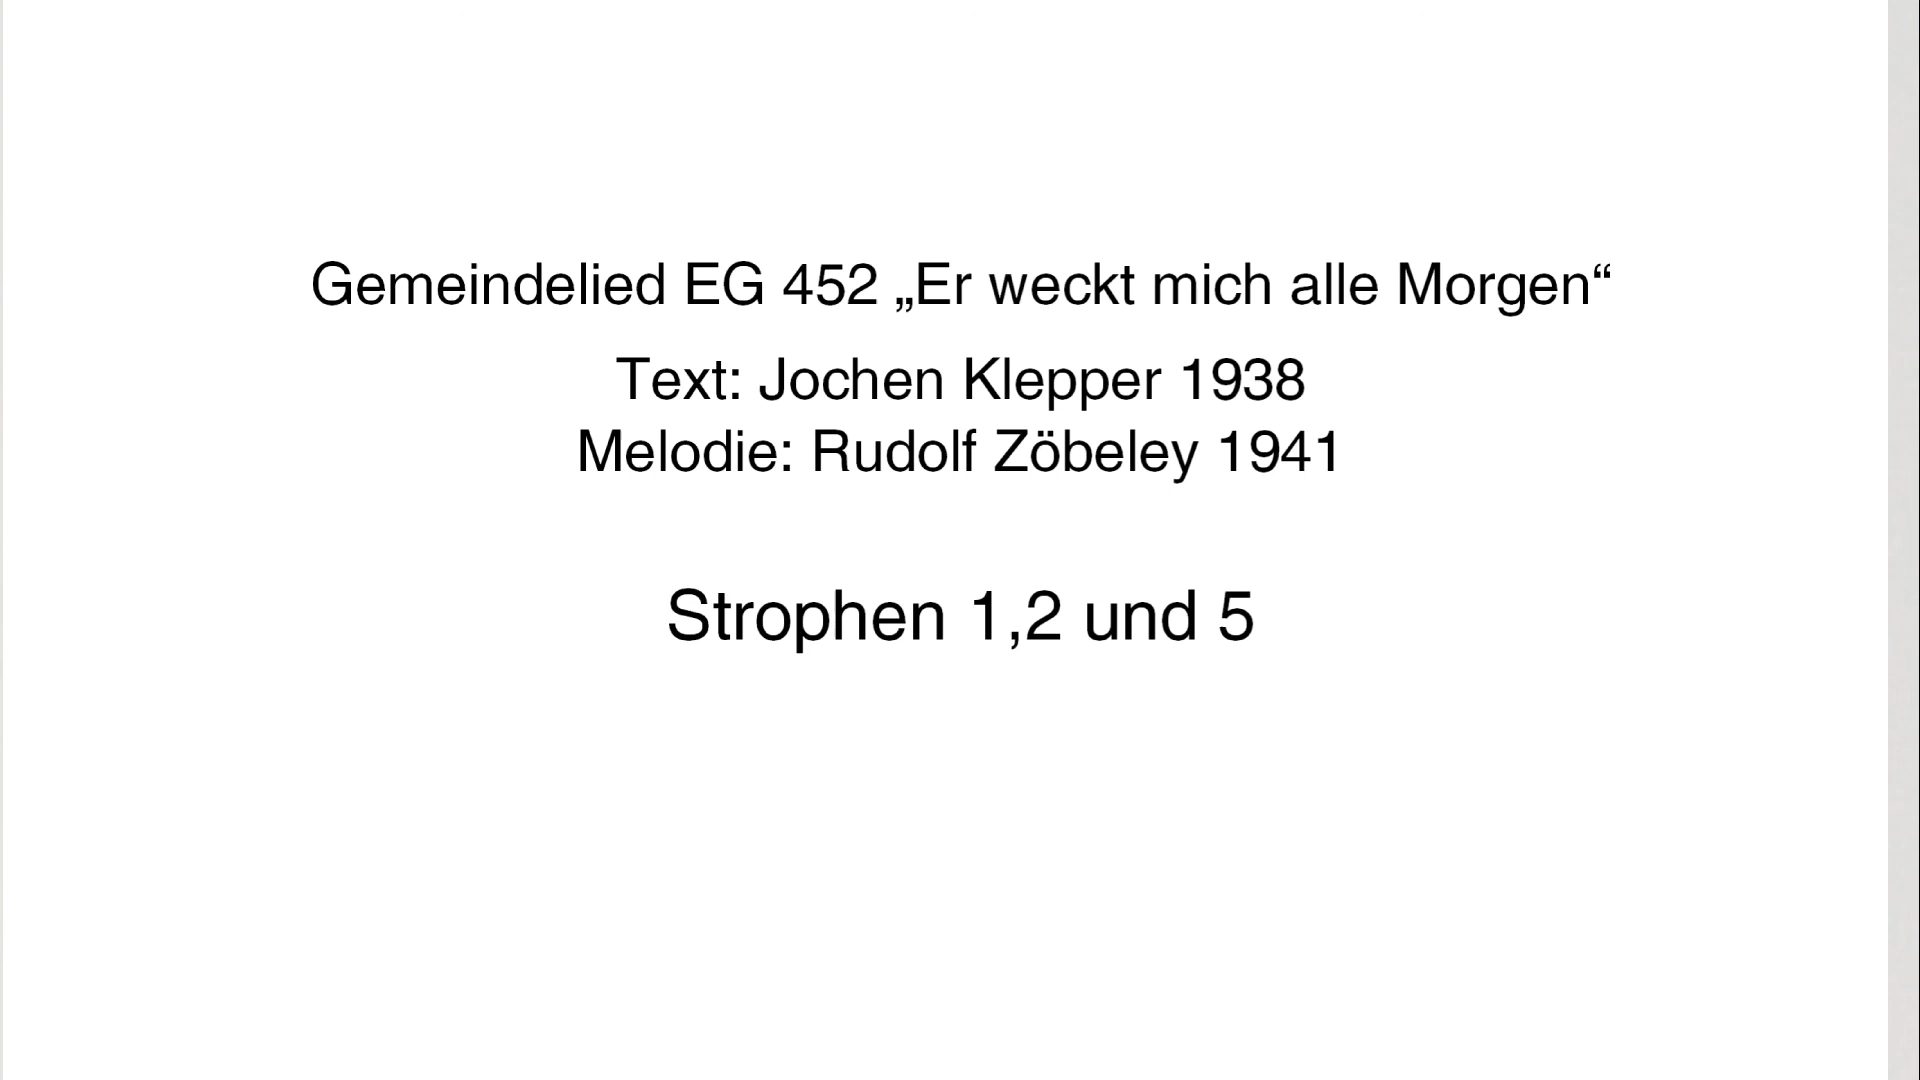 Gemeindelied EG 452 „Er weckt mich alle Morgen“
Text: Jochen Klepper 1938
Melodie: Rudolf Zöbeley 1941
Strophen 1,2 und 5